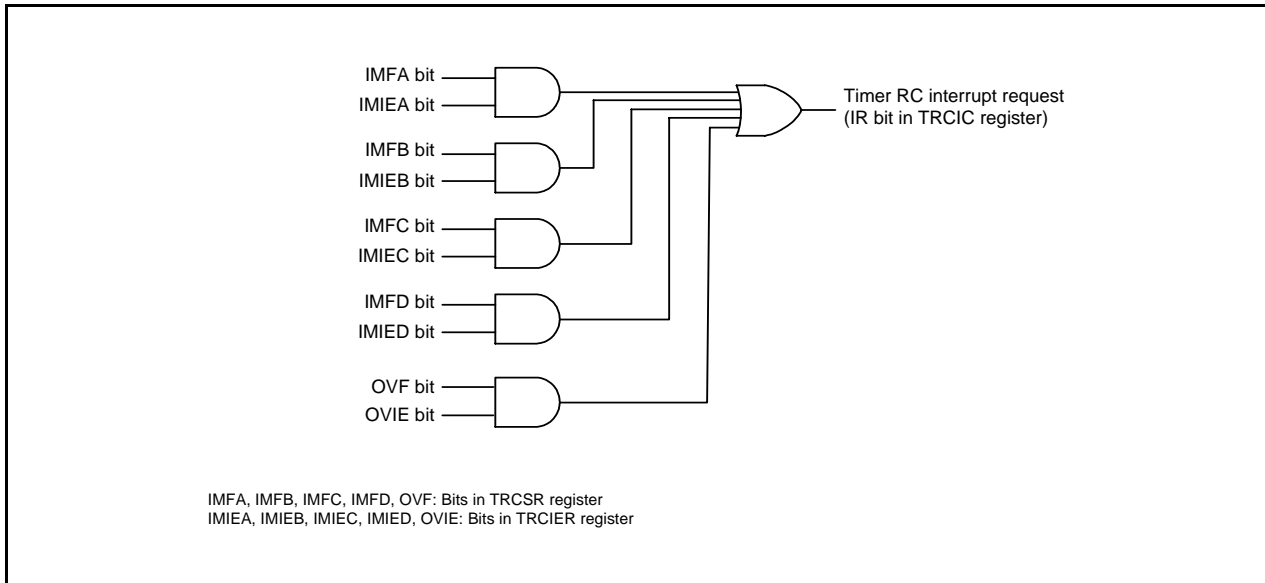 IMFA bit
IMIEA bit
IMFB bit
IMIEB bit
IMFC bit
IMIEC bit
IMFD bit
IMIED bit
OVF bit
OVIE bit
Timer RC interrupt request
(IR bit in TRCIC register)
IMFA, IMFB, IMFC, IMFD, OVF: Bits in TRCSR register
IMIEA, IMIEB, IMIEC, IMIED, OVIE: Bits in TRCIER register